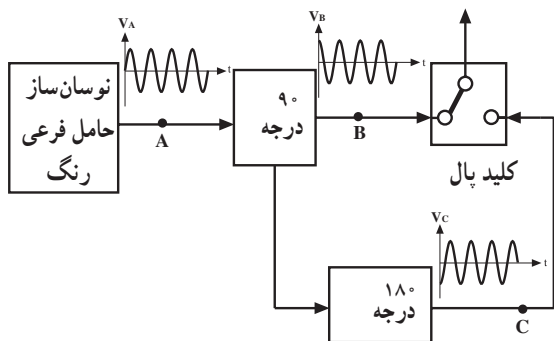 نوسان‌ساز
حامل فرعی
رنگ
V_A
t
A
۹۰
درجه
V_B
t
B
کلید پال
۱۸۰
درجه
V_C
t
C